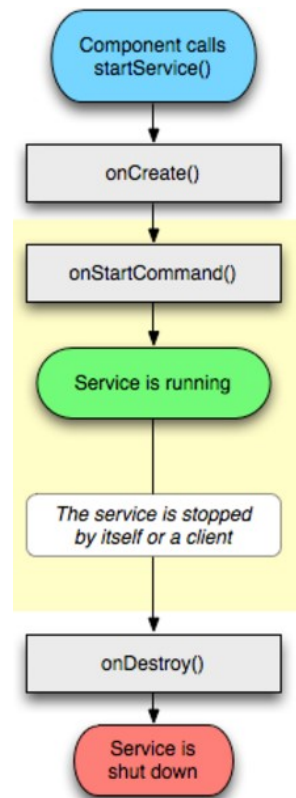 Component calls
startService()
onCreate()
onStartCommand()
Service is running
The service is stopped
by itself or a client
onDestroy()
Service is
shut down